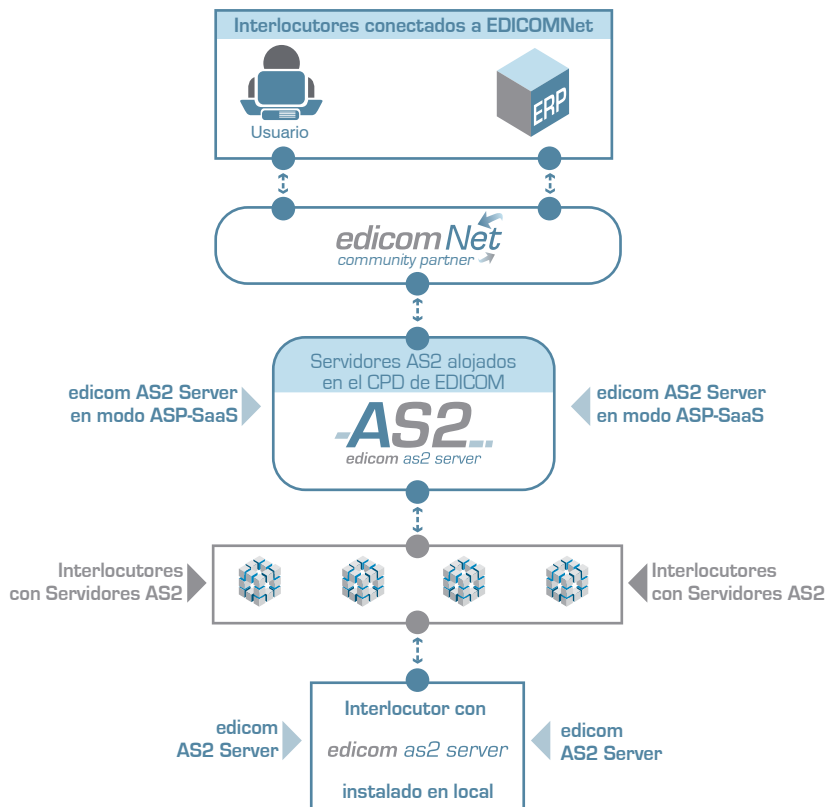 Interlocutores conectados a EDICOMNet
Usuario
ERP
edicom Net
community partner
Servidores AS2 alojados
en el CPD de EDICOM
edicom AS2 Server
en modo ASP-SaaS
-AS2...
edicom as2 server
edicom AS2 Server
en modo ASP-SaaS
Interlocutores
con Servidores AS2
Interlocutores
con Servidores AS2
edicom
AS2 Server
Interlocutor con
edicom as2 server
instalado en local
edicom
AS2 Server